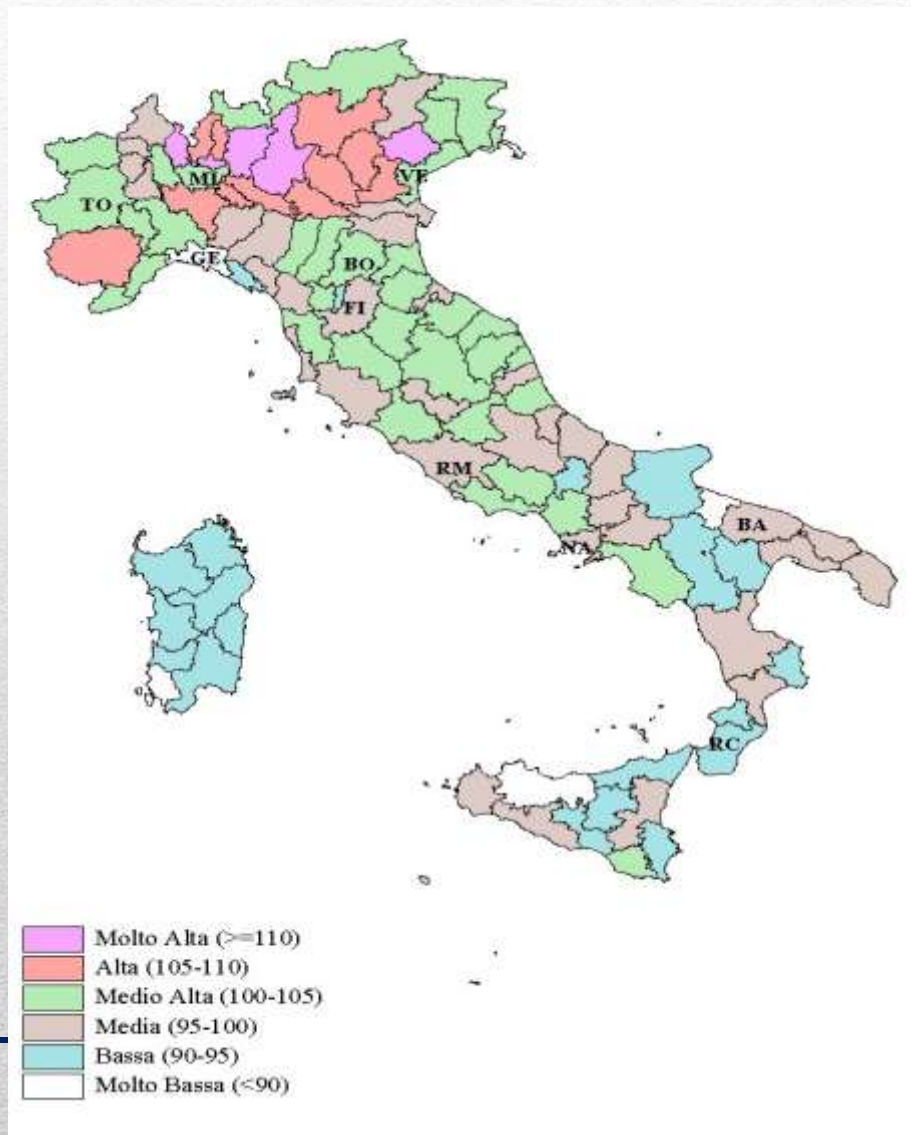 MI
VE
TO
GE
BO
FI
RM
NA
BA
RC
Molto Alta (>=110)
Alta (105-110)
Medio Alta (100-105)
Media (95-100)
Bassa (90-95)
Molto Bassa (<90)